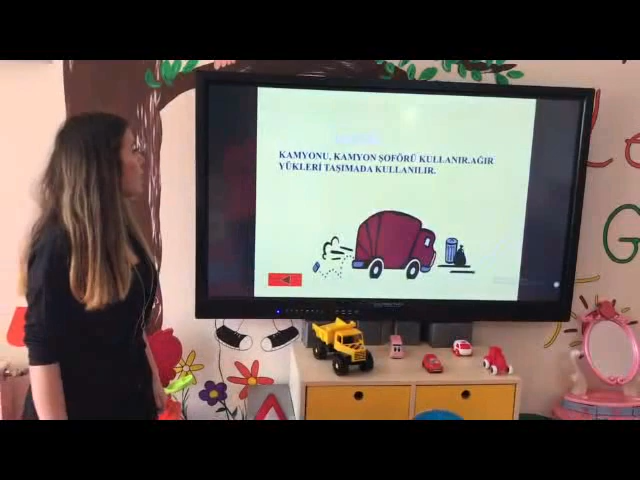 KAMYONU, KAMYON ŞOFÖRÜ KULLANIR.AĞIR
YÜKLERİ TAŞIMADA KULLANILIR.